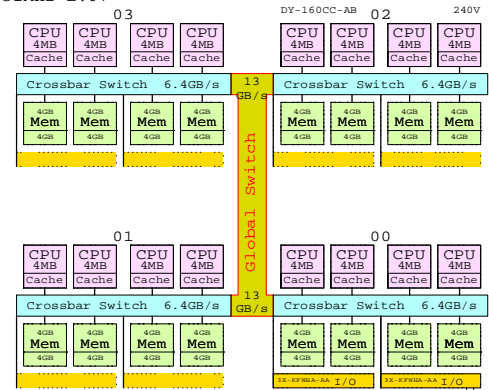 03 DY-160CC-AB 02 240V
CPU CPU CPU CPU CPU CPU CPU CPU
4MB 4MB 4MB 4MB 4MB 4MB 4MB 4MB
Cache Cache Cache Cache Cache Cache Cache Cache
Crossbar Switch 6.4GB/s 13 GB/s Crossbar Switch 6.4GB/s
4GB 4GB 4GB 4GB 4GB 4GB 4GB 4GB
Mem Mem Mem Mem Mem Mem Mem Mem
4GB 4GB 4GB 4GB 4GB 4GB 4GB 4GB
Global Switch
01 00
CPU CPU CPU CPU CPU CPU CPU CPU
4MB 4MB 4MB 4MB 4MB 4MB 4MB 4MB
Cache Cache Cache Cache Cache Cache Cache Cache
Crossbar Switch 6.4GB/s 13 GB/s Crossbar Switch 6.4GB/s
4GB 4GB 4GB 4GB 4GB 4GB 4GB 4GB
Mem Mem Mem Mem Mem Mem Mem Mem
4GB 4GB 4GB 4GB 4GB 4GB 4GB 4GB
3X-KFWHA-AA I/O 3X-KFWHA-AA I/O